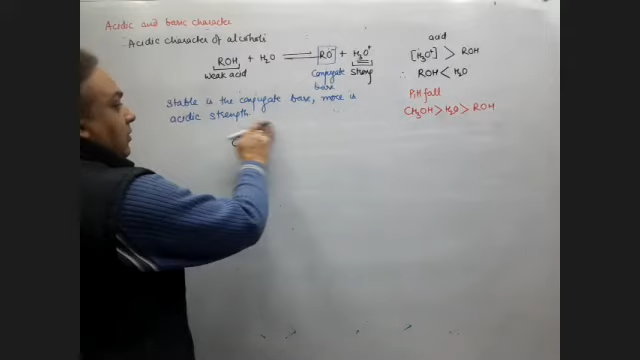 Acidic and basic character
Acidic character of alcohols
ROH + H₂O ⇌ RO⁻ + H₃O⁺
weak acid
Conjugate base
strong
stable is the conjugate base, more is
acidic strength
acid
[H₃O⁺] > ROH
∴ ROH < H₂O
Pitfall
CH₃OH > H₂O > ROH